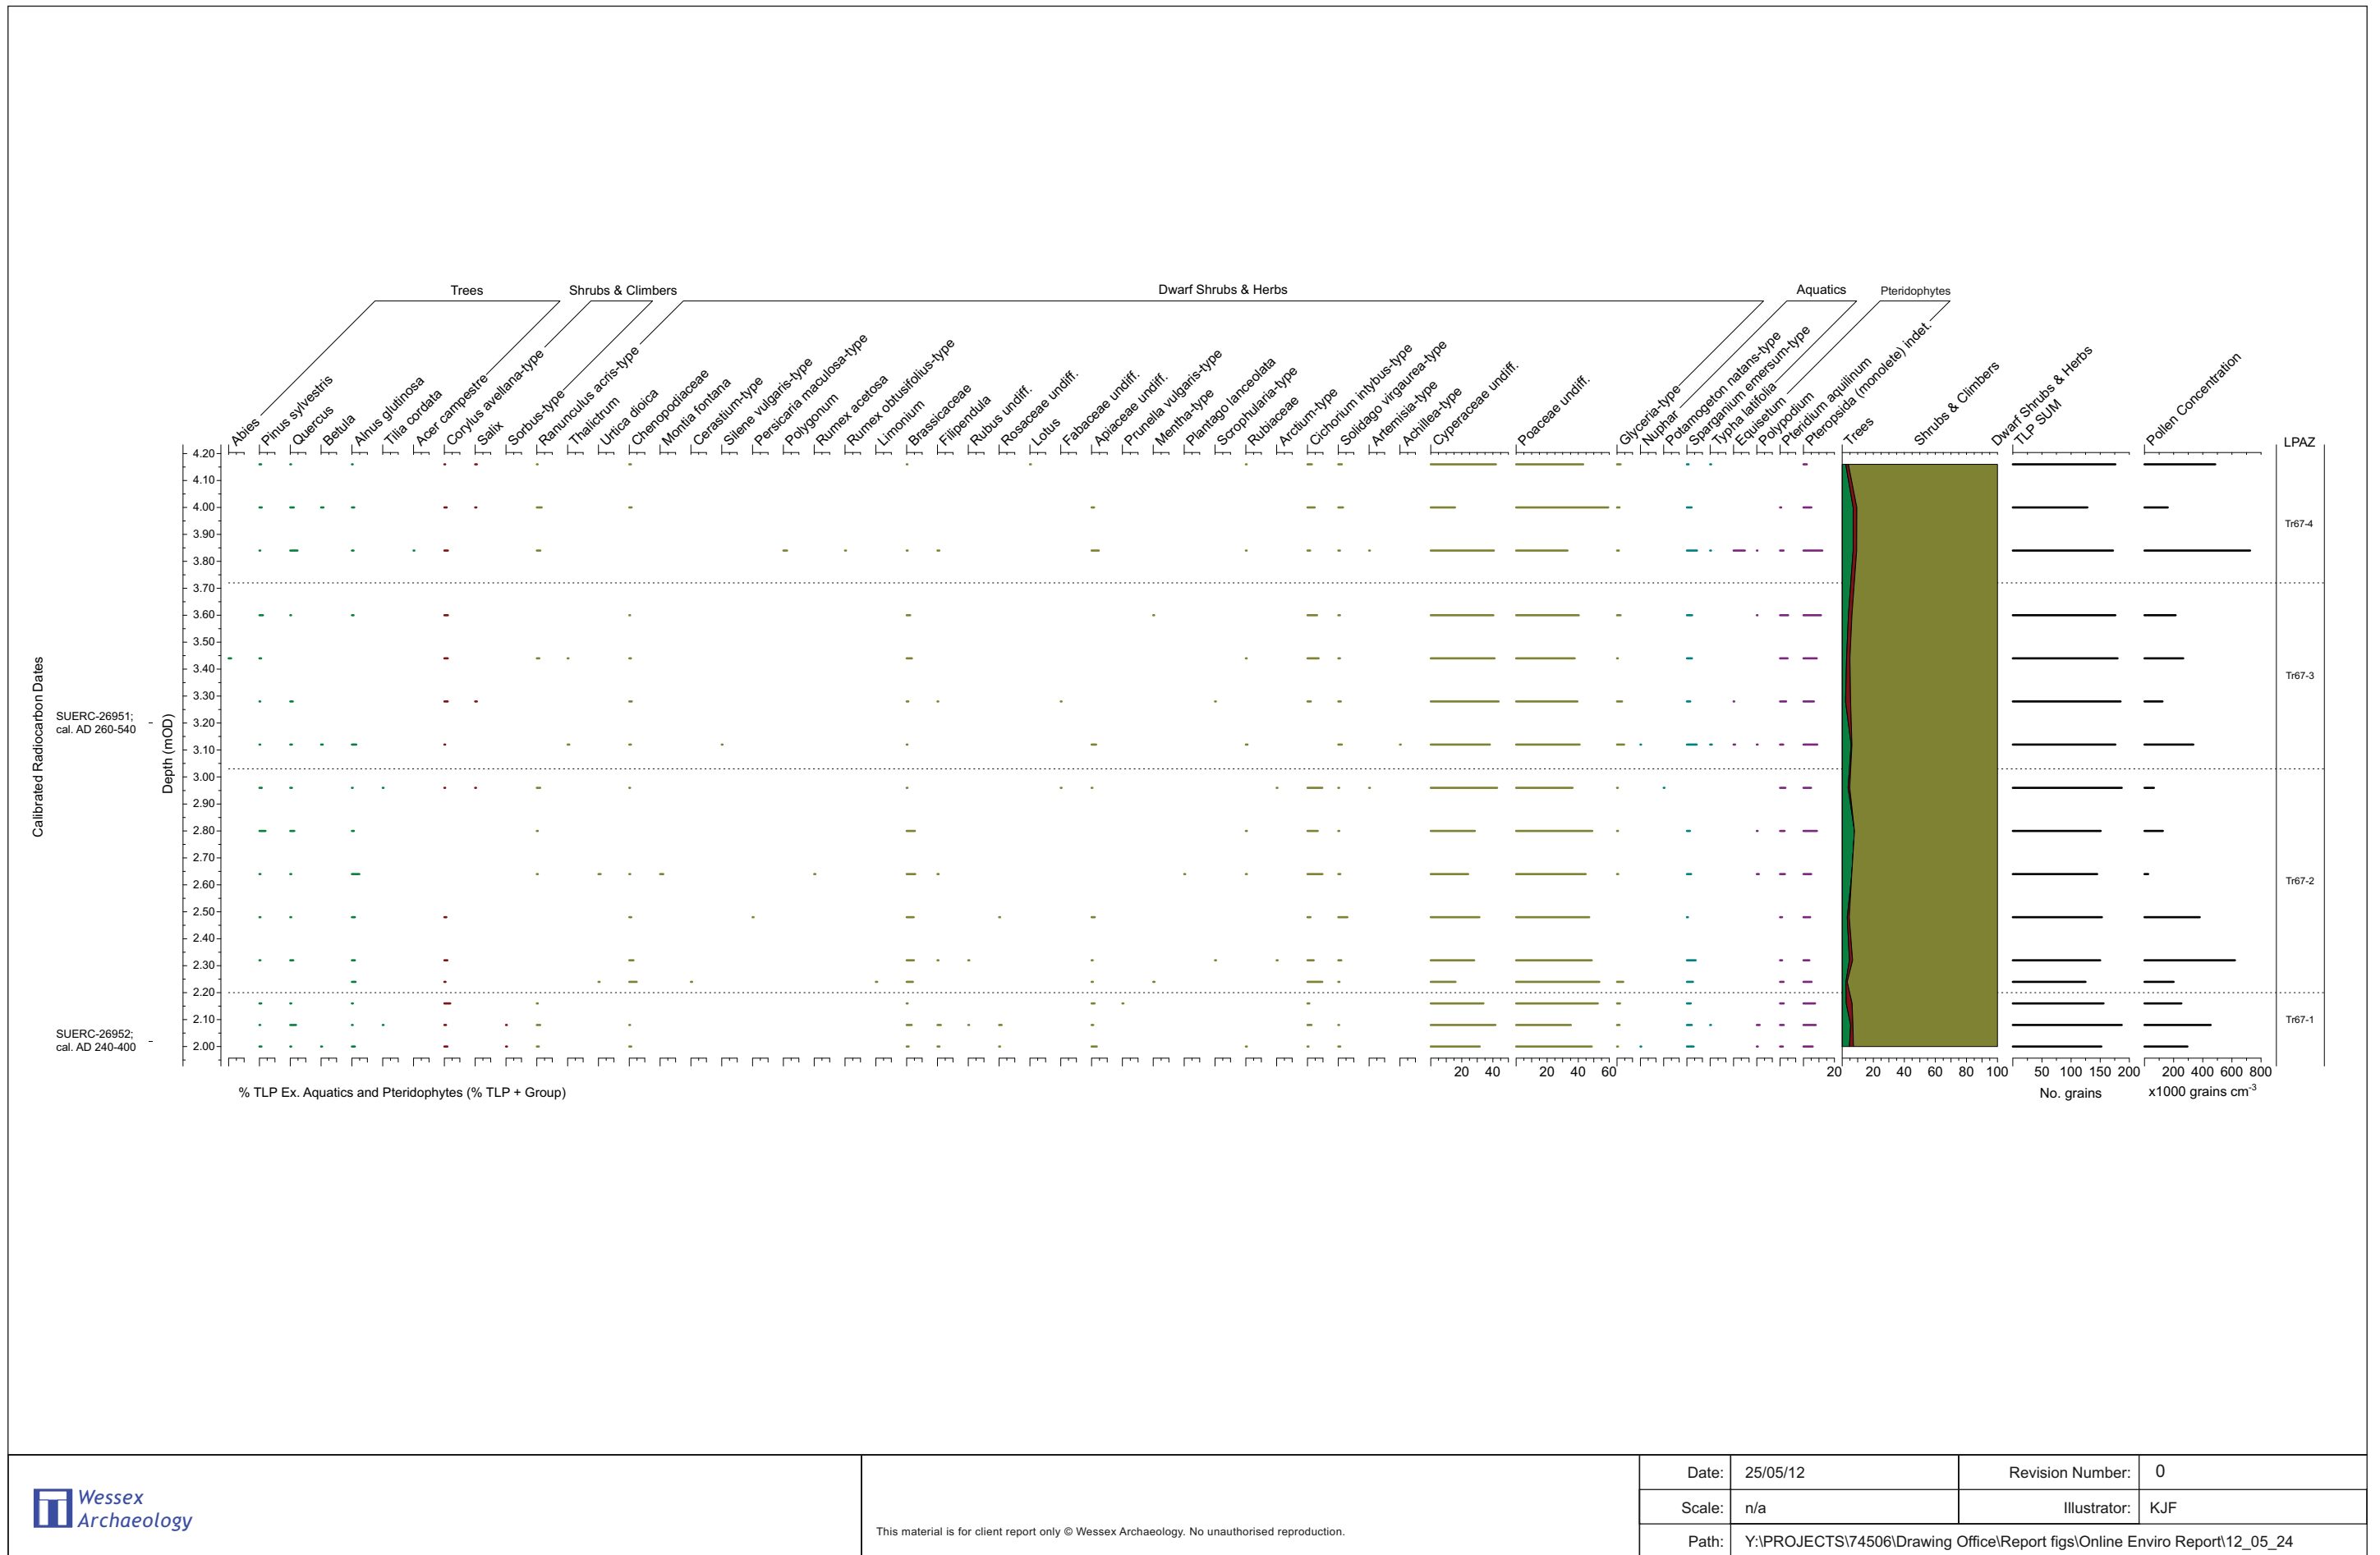 Trees
Shrubs & Climbers
Dwarf Shrubs & Herbs
Aquatics
Pteridophytes
Abies
Pinus sylvestris
Quercus
Betula
Alnus glutinosa
Tilia cordata
Acer campestre
Corylus avellana-type
Salix
Sorbus-type
Ranunculus acris-type
Thalictrum
Urtica dioica
Chenopodiaceae
Montia fontana
Cerastium-type
Silene vulgaris-type
Persicaria maculosa-type
Polygonum
Rumex acetosa
Rumex obtusifolius-type
Limonium
Brassicaceae
Filipendula
Rubus undiff.
Rosaceae undiff.
Lotus
Fabaceae undiff.
Apiaceae undiff.
Prunella vulgaris-type
Mentha-type
Plantago lanceolata
Scrophularia-type
Rubiaceae
Arctium-type
Cichorium intybus-type
Solidago virgaurea-type
Artemisia-type
Achillea-type
Cyperaceae undiff.
Poaceae undiff.
Glyceria-type
Nuphar
Potamogeton natans-type
Sparganium emersum-type
Typha latifolia
Equisetum
Polypodium
Pteridium aquilinum
Pteropsida (monolete) indet.
Trees
Shrubs & Climbers
Dwarf Shrubs & Herbs
TLP SUM
Pollen Concentration
LPAZ
4.20
4.10
4.00
3.90
3.80
3.70
3.60
3.50
3.40
3.30
3.20
3.10
3.00
2.90
2.80
2.70
2.60
2.50
2.40
2.30
2.20
2.10
2.00
Calibrated Radiocarbon Dates
Depth (mOD)
SUERC-26951;
cal. AD 260-540
SUERC-26952;
cal. AD 240-400
Tr67-4
Tr67-3
Tr67-2
Tr67-1
20 40 20 40 60 20 20 40 60 80 100 50 100 150 200 200 400 600 800
% TLP Ex. Aquatics and Pteridophytes (% TLP + Group)
No. grains
x1000 grains cm-3
Wessex
Archaeology
This material is for client report only © Wessex Archaeology. No unauthorised reproduction.
Date: 25/05/12 Revision Number: 0
Scale: n/a Illustrator: KJF
Path: Y:\PROJECTS\74506\Drawing Office\Report figs\Online Enviro Report\12_05_24